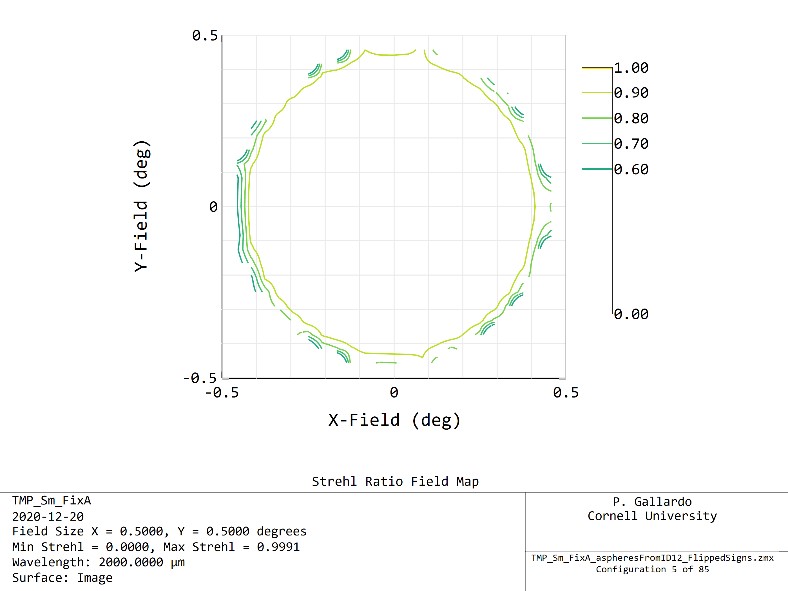 0.5
0
-0.5
-0.5
0
0.5
Y-Field (deg)
X-Field (deg)
1.00
0.90
0.80
0.70
0.60
0.00
Strehl Ratio Field Map
TMP_Sm_FixA
2020-12-20
Field Size X = 0.5000, Y = 0.5000 degrees
Min Strehl = 0.0000, Max Strehl = 0.9991
Wavelength: 2000.0000 µm
Surface: Image
P. Gallardo
Cornell University
TMP_Sm_FixA_aspheresFromID12_FlippedSigns.zmx
Configuration 5 of 85